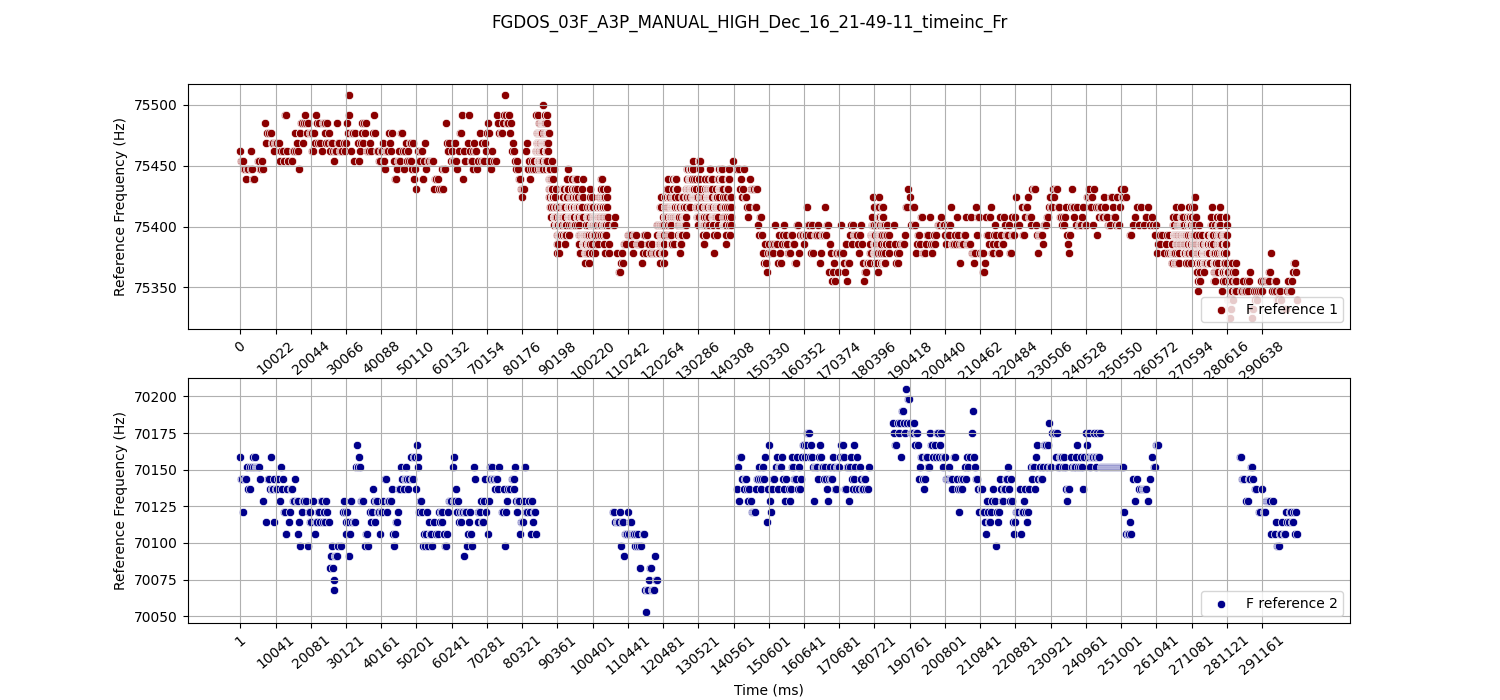 FGDOS_03F_A3P_MANUAL_HIGH_Dec_16_21-49-11_timeinc_Fr
Reference Frequency (Hz)
75500
75450
75400
75350
F reference 1
0 10022 20044 30066 40088 50110 60132 70154 80176 90198 100220 110242 120264 130286 140308 150330 160352 170374 180396 190418 200440 210462 220484 230506 240528 250550 260572 270594 280616 290638
Reference Frequency (Hz)
70200
70175
70150
70125
70100
70075
70050
F reference 2
1 10041 20081 30121 40161 50201 60241 70281 80321 90361 100401 110441 120481 130521 140561 150601 160641 170681 180721 190761 200801 210841 220881 230921 240961 251001 261041 271081 281121 291161
Time (ms)